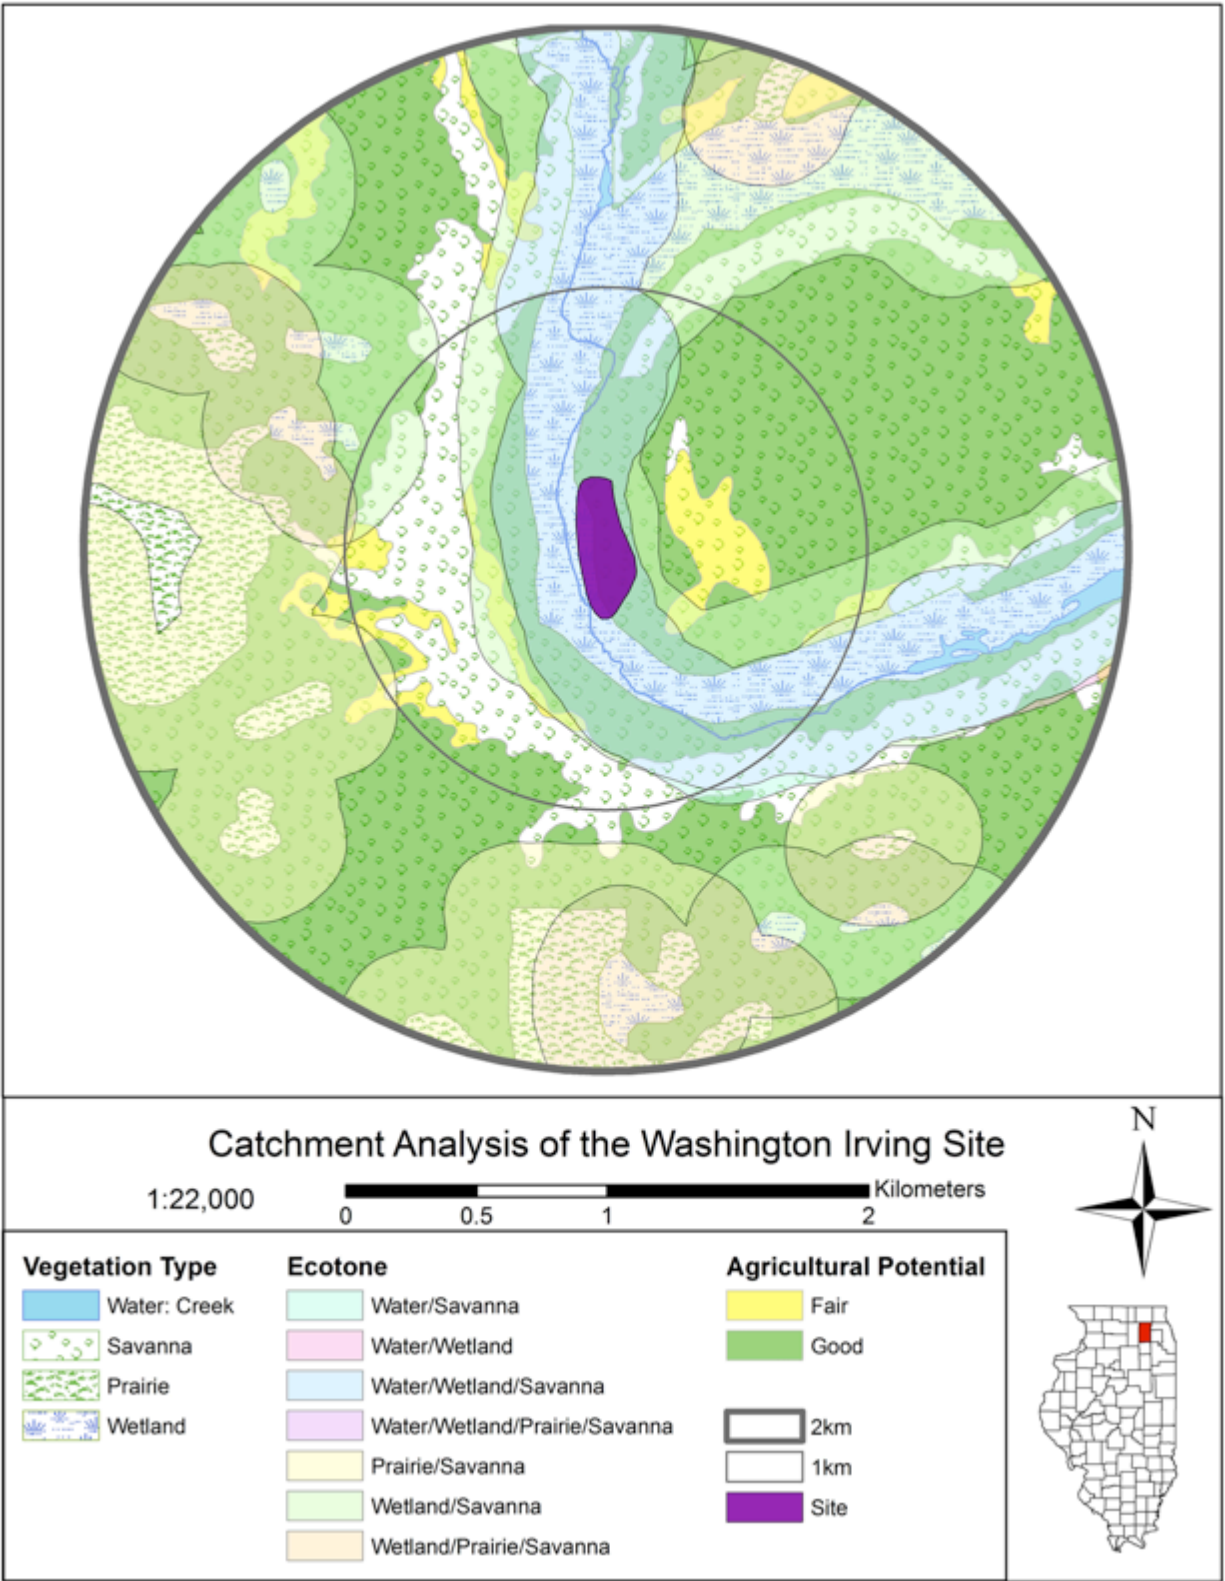 Catchment Analysis of the Washington Irving Site
N
1:22,000
Kilometers
0 0.5 1 2
Vegetation Type
Water: Creek
Savanna
Prairie
Wetland
Ecotone
Water/Savanna
Water/Wetland
Water/Wetland/Savanna
Water/Wetland/Prairie/Savanna
Prairie/Savanna
Wetland/Savanna
Wetland/Prairie/Savanna
Agricultural Potential
Fair
Good
2km
1km
Site